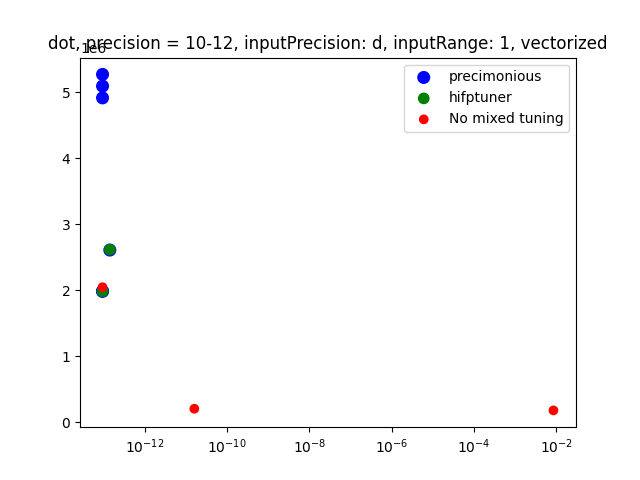 dot, precision = 10-12, inputPrecision: d, inputRange: 1, vectorized
1e6
precimonious
hifptuner
No mixed tuning
5
4
3
2
1
0
10⁻¹² 10⁻¹⁰ 10⁻⁸ 10⁻⁶ 10⁻⁴ 10⁻²